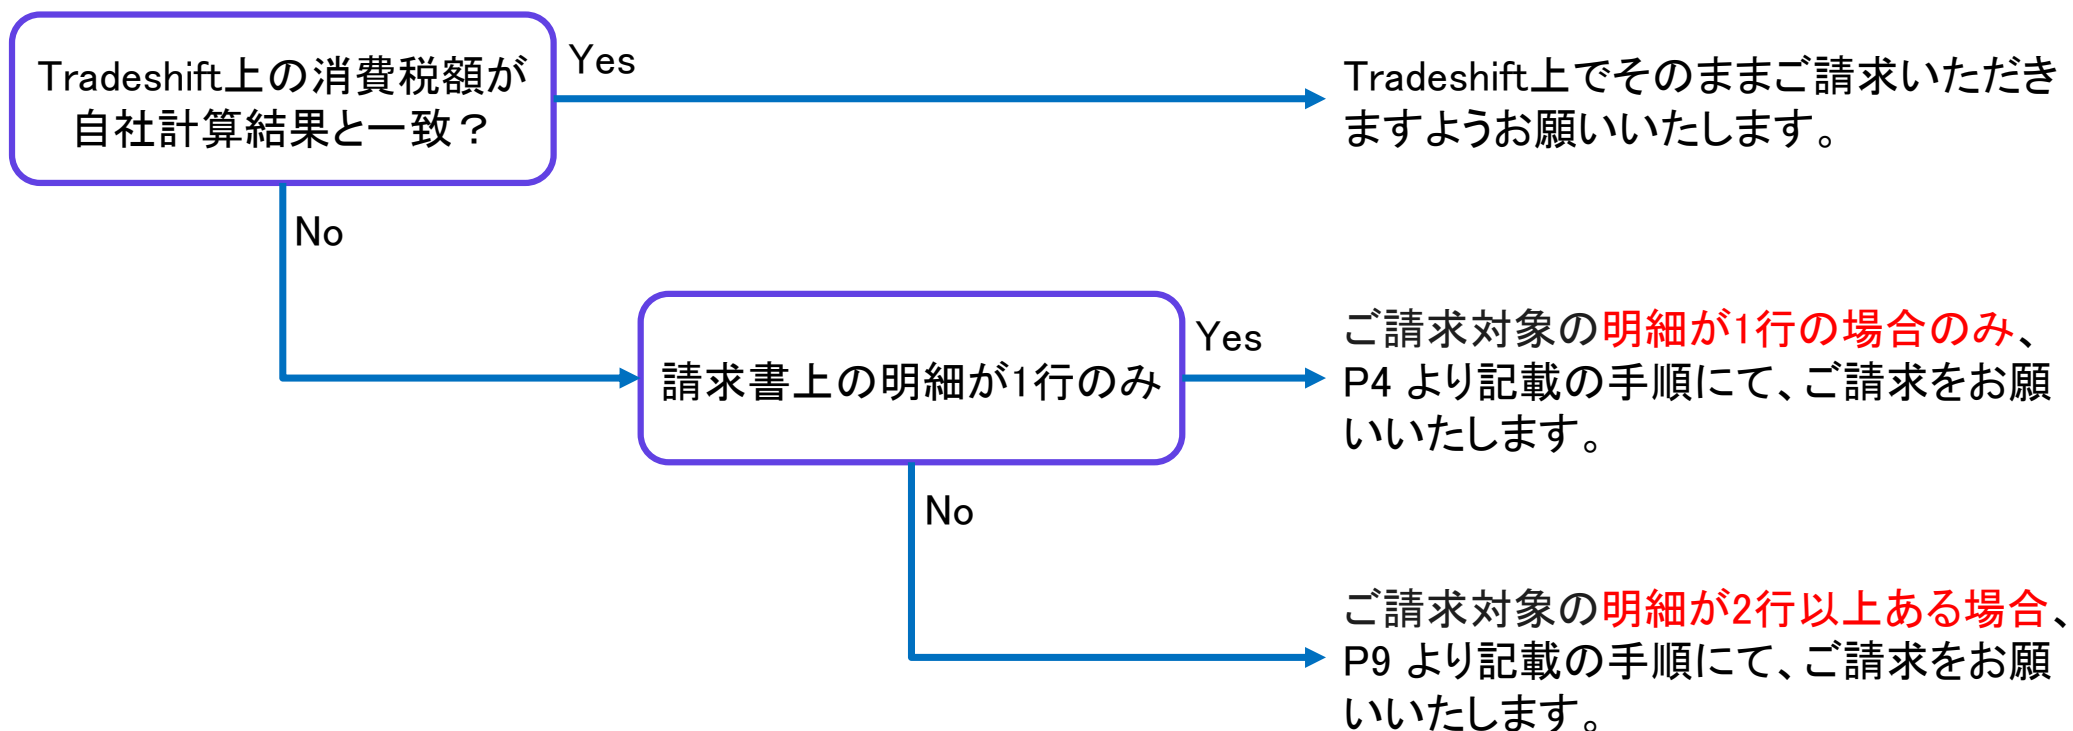 Tradeshift上の消費税額が
自社計算結果と一致？
Yes
Tradeshift上でそのままご請求いただき
ますようお願いいたします。
No
請求書上の明細が1行のみ
Yes
ご請求対象の明細が1行の場合のみ、
P4 より記載の手順にて、ご請求をお願
いいたします。
No
ご請求対象の明細が2行以上ある場合、
P9 より記載の手順にて、ご請求をお願
いいたします。